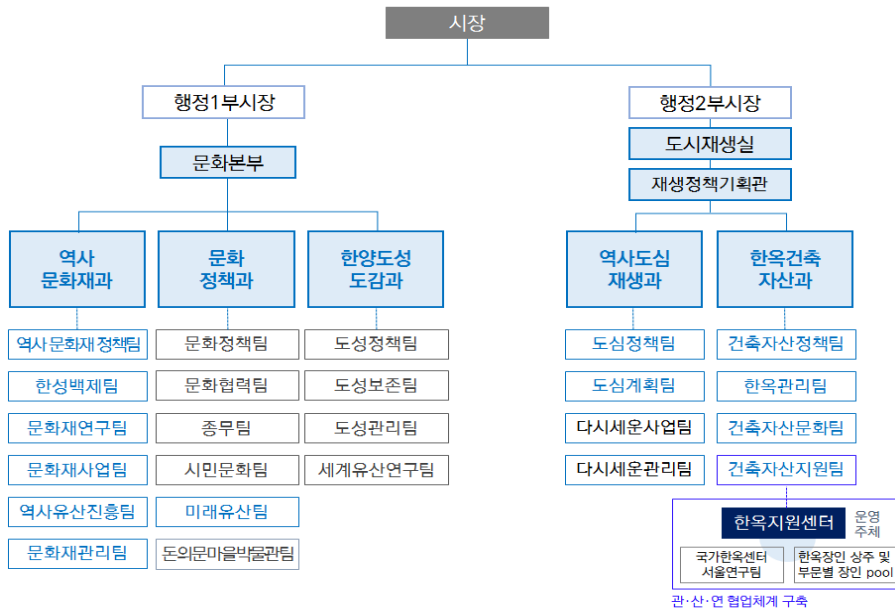 시장
행정1부시장
행정2부시장
문화본부
도시재생실
재생정책기획관
역사
문화재과
문화
정책과
한양도성
도감과
역사도심
재생과
한옥건축
자산과
역사 문화재 정책팀
한성백제팀
문화재연구팀
문화재사업팀
역사유산진흥팀
문화재관리팀
문화정책팀
문화협력팀
종무팀
시민문화팀
미래유산팀
돈의문마을박물관팀
도성정책팀
도성보존팀
도성관리팀
세계유산연구팀
도심정책팀
도심계획팀
다시세운사업팀
다시세운관리팀
건축자산정책팀
한옥관리팀
건축자산문화팀
건축자산지원팀
한옥지원센터
운영
주체
국가한옥센터
서울연구팀
한옥장인 상주 및
부문별 장인 pool
관·산·연 협업체계 구축